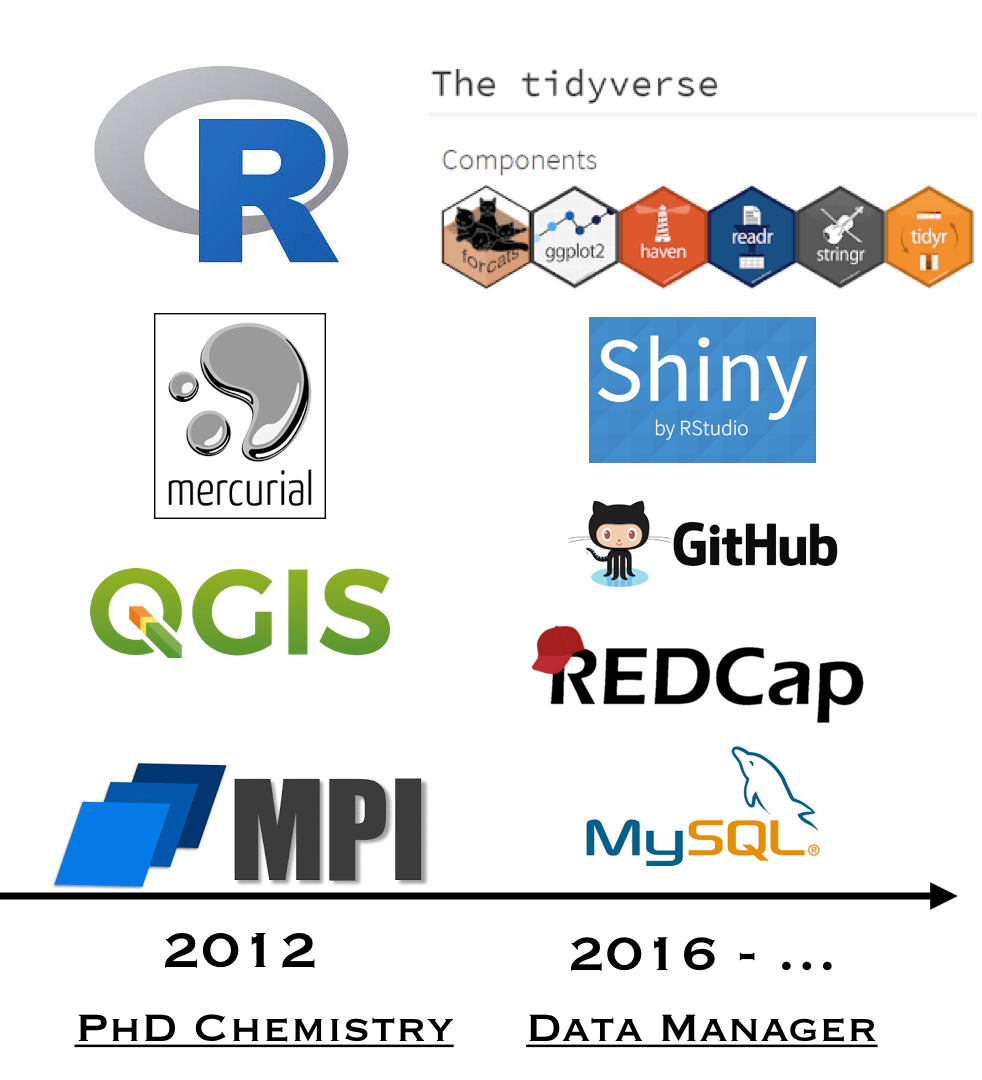 R
The tidyverse
Components
forcats
ggplot2
haven
readr
stringr
tidyr
mercurial
Shiny
by RStudio
GitHub
QGIS
REDCap
MPI
MySQL®
2012
2016 - ...
PhD Chemistry
Data Manager